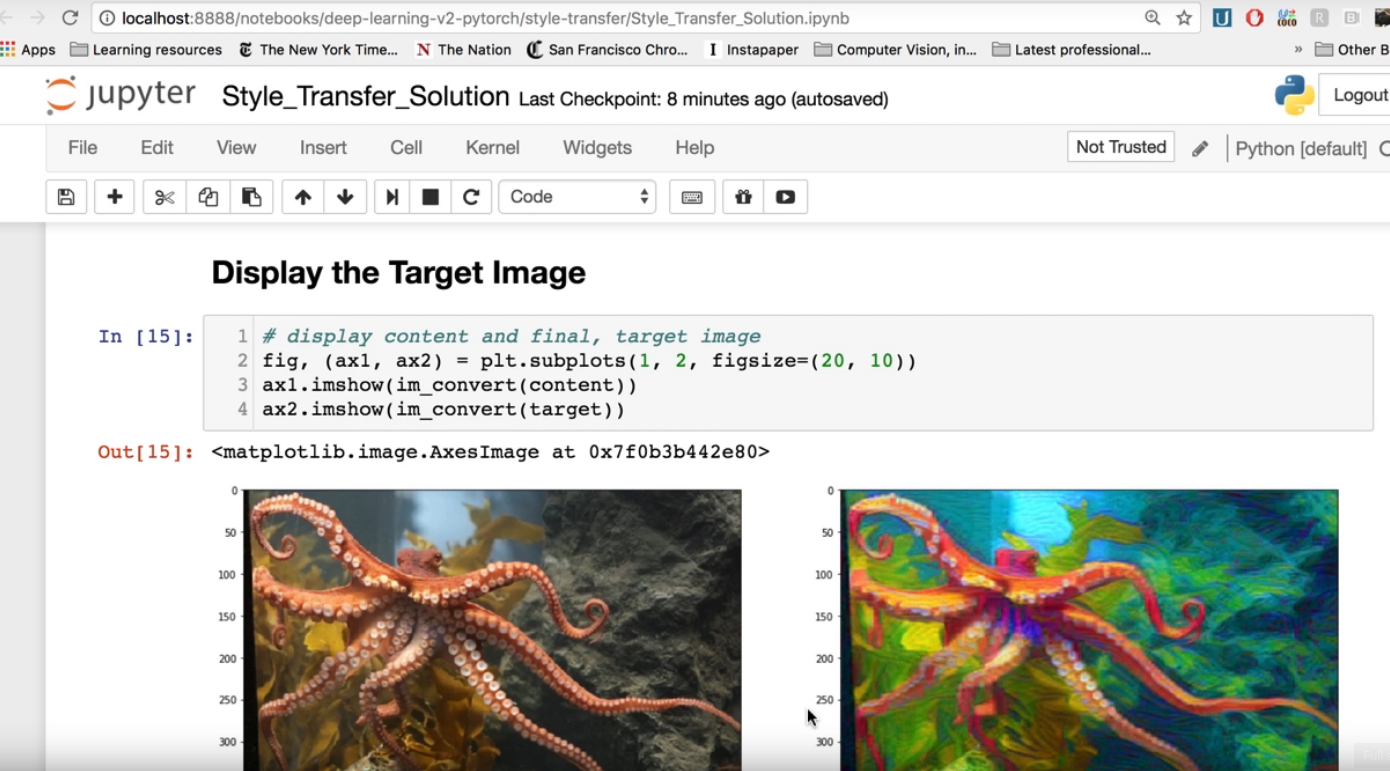 localhost:8888/notebooks/deep-learning-v2-pytorch/style-transfer/Style_Transfer_Solution.ipynb
Apps Learning resources The New York Time... N The Nation San Francisco Chro... I Instapaper Computer Vision, in... Latest professional... » Other B
jupyter Style_Transfer_Solution Last Checkpoint: 8 minutes ago (autosaved) Logout
File Edit View Insert Cell Kernel Widgets Help Not Trusted Python [default]
Code
Display the Target Image
In [15]: 1 # display content and final, target image
2 fig, (ax1, ax2) = plt.subplots(1, 2, figsize=(20, 10))
3 ax1.imshow(im_convert(content))
4 ax2.imshow(im_convert(target))
Out[15]: <matplotlib.image.AxesImage at 0x7f0b3b442e80>
0 0
50 50
100 100
150 150
200 200
250 250
300 300